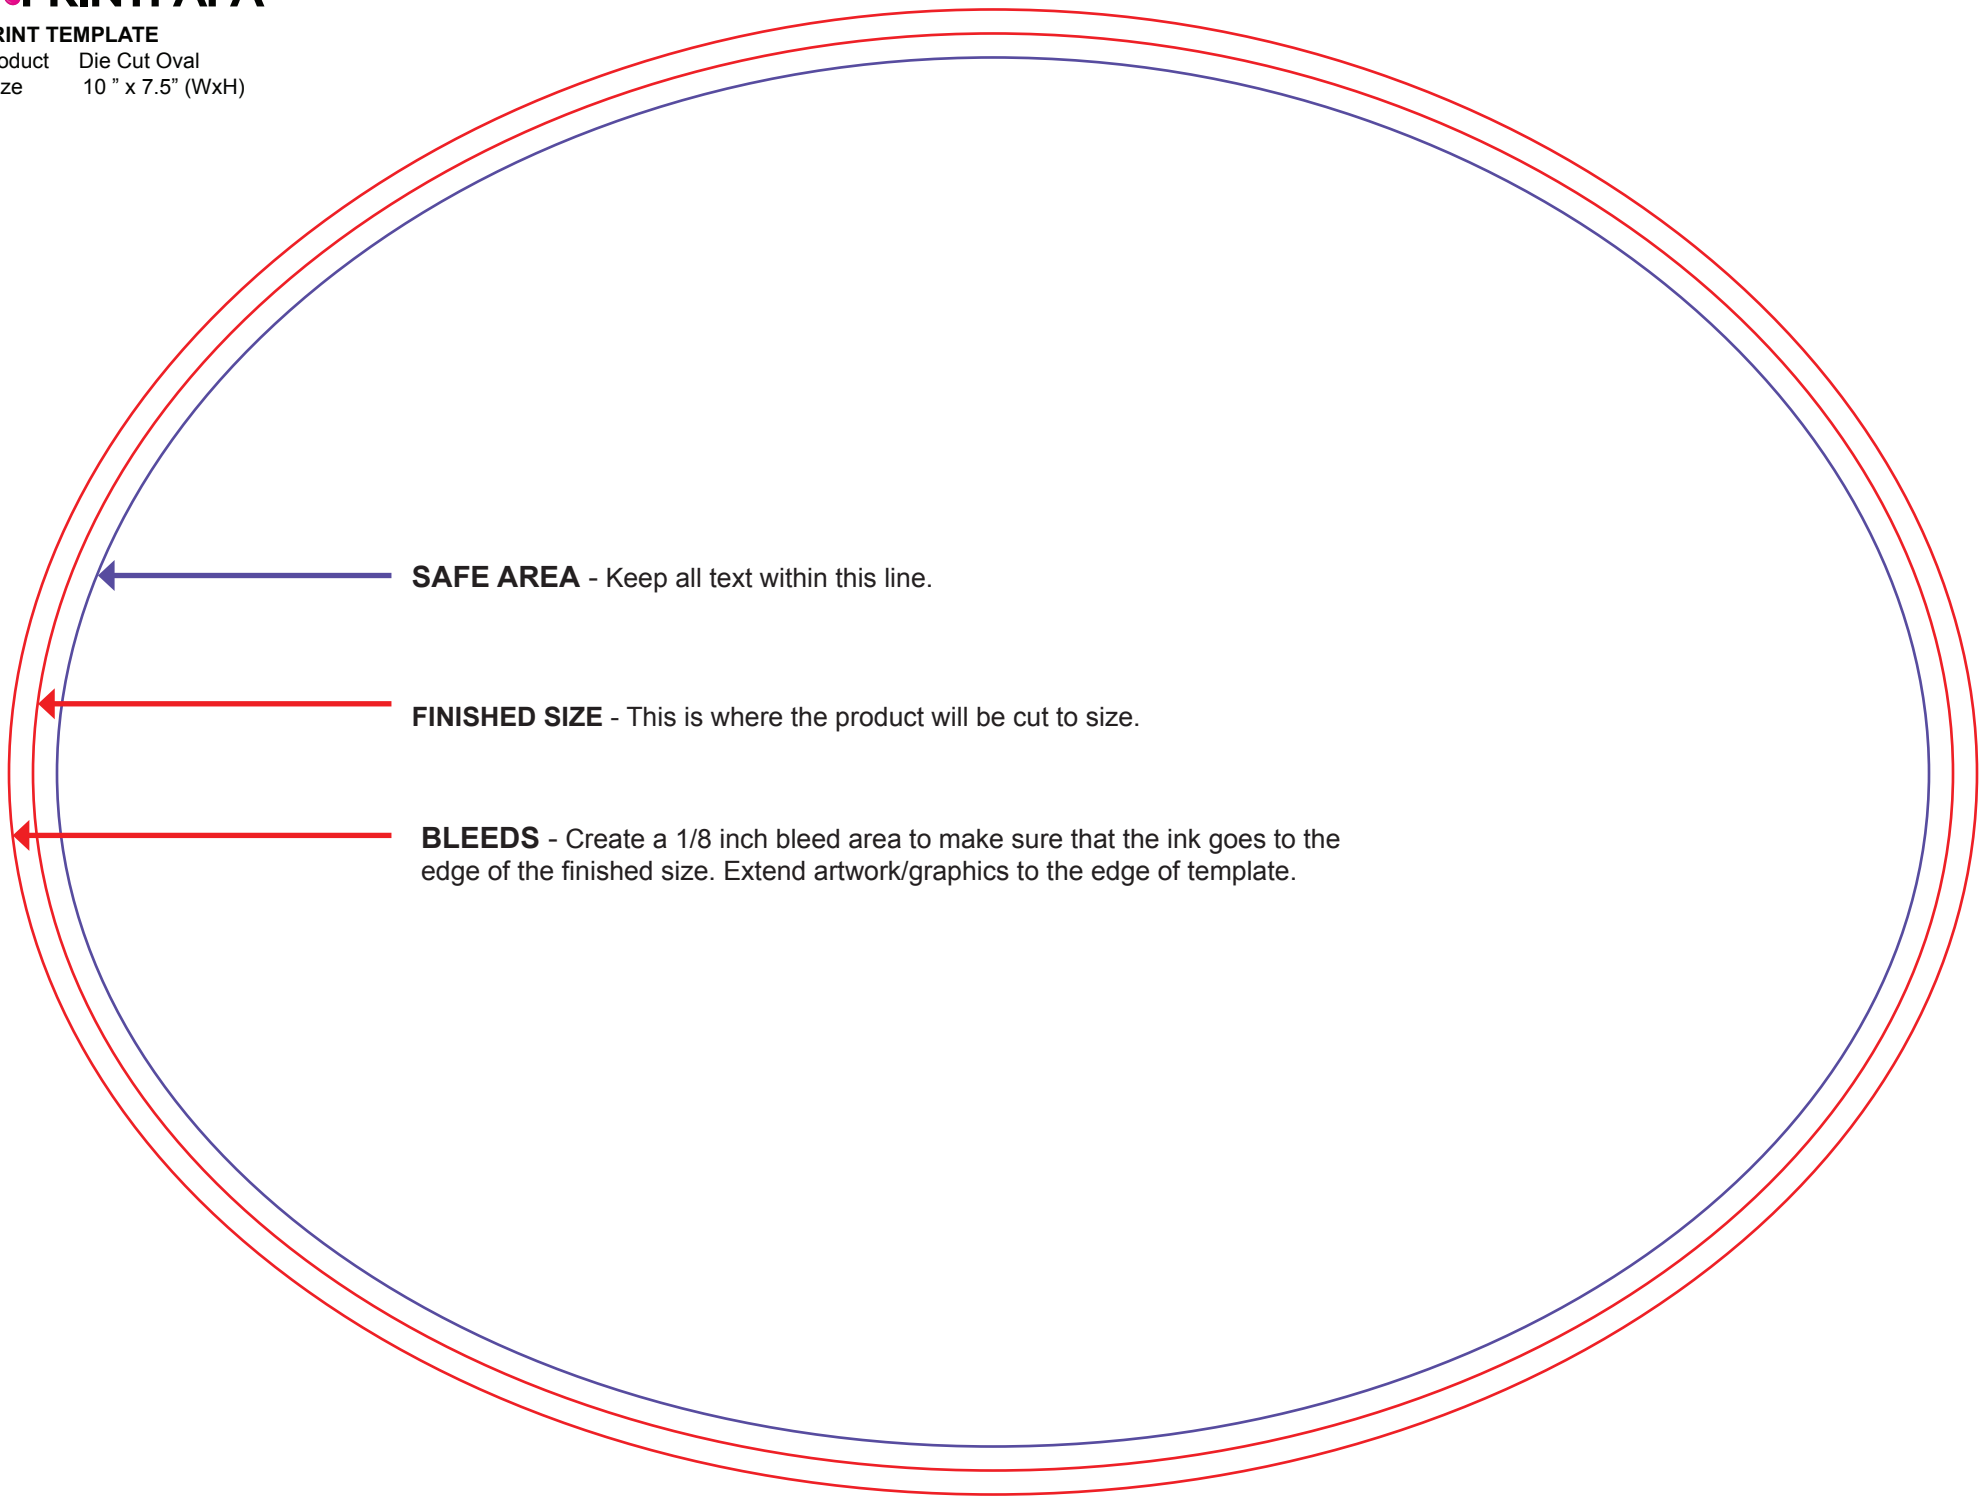 PRINTPAPA
RINT TEMPLATE
oduct Die Cut Oval
ze 10 ” x 7.5” (WxH)
SAFE AREA - Keep all text within this line.
FINISHED SIZE - This is where the product will be cut to size.
BLEEDS - Create a 1/8 inch bleed area to make sure that the ink goes to the
edge of the finished size. Extend artwork/graphics to the edge of template.